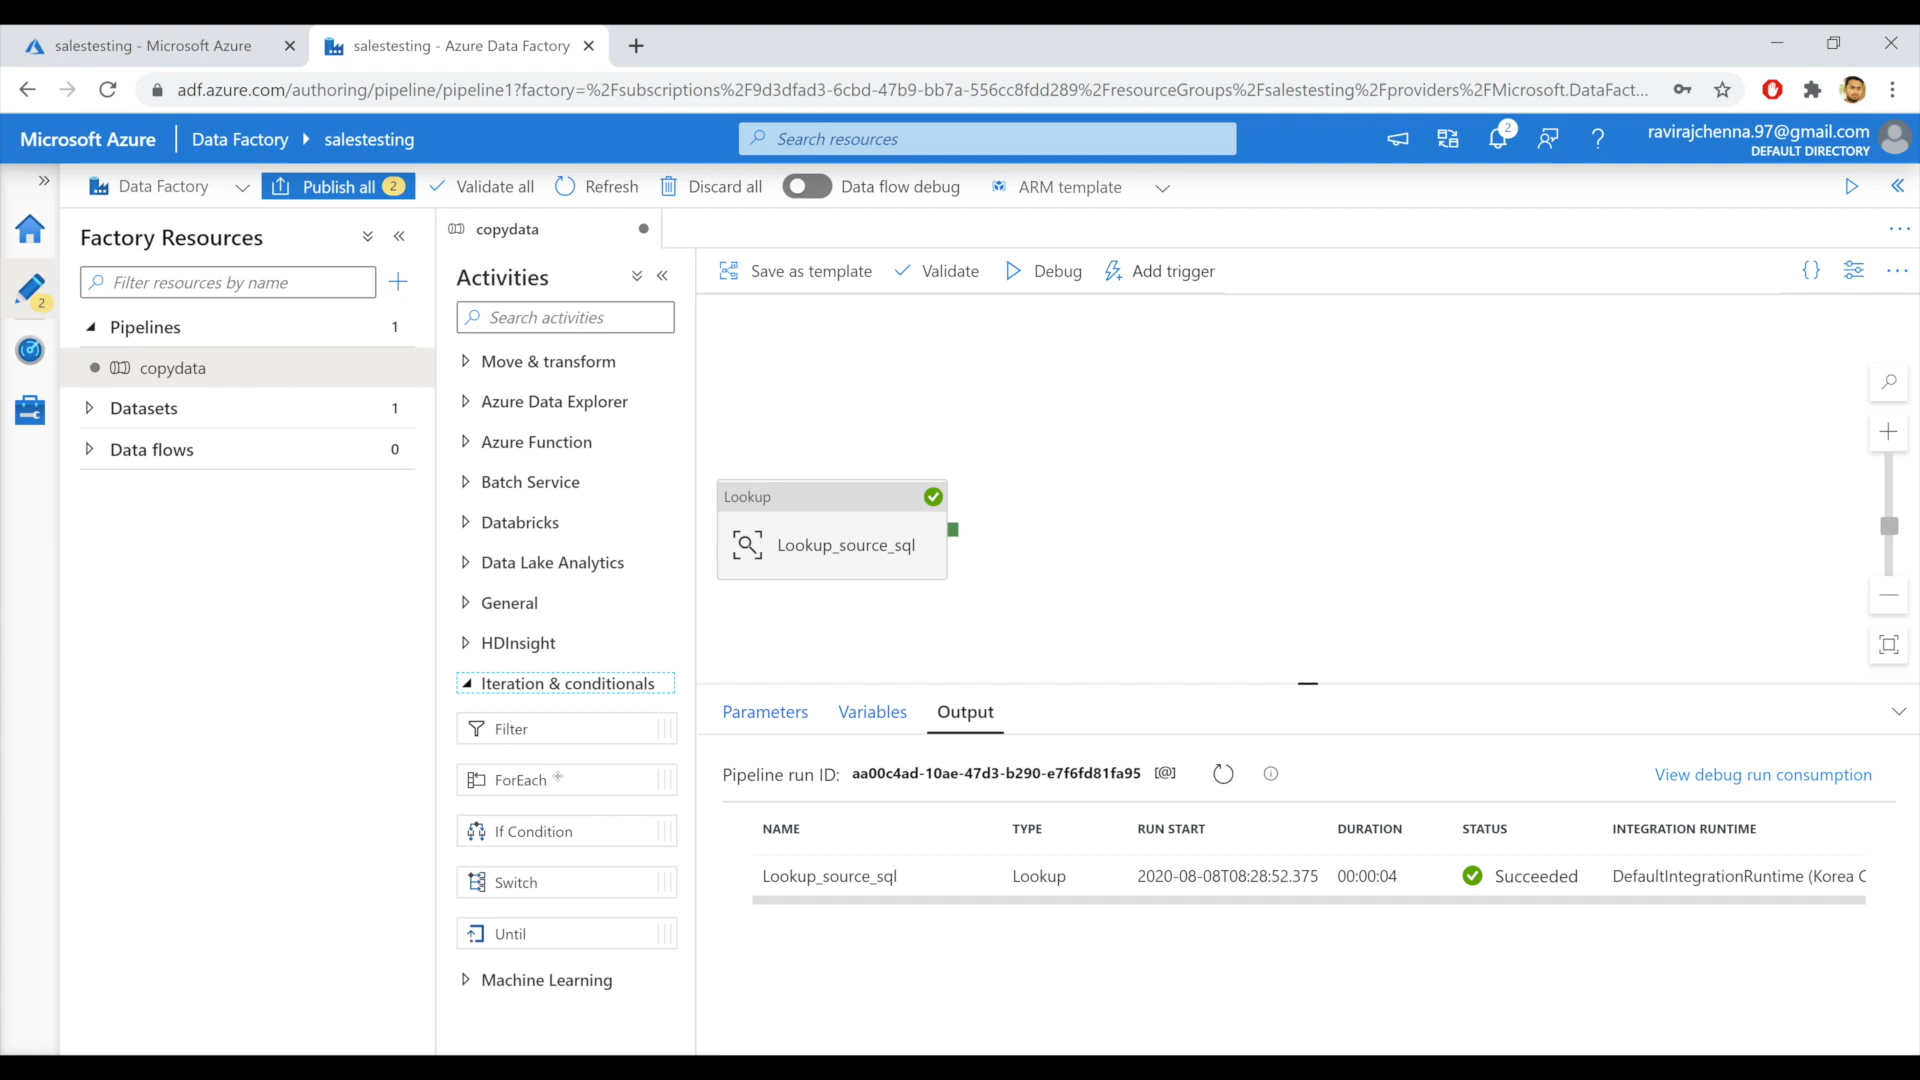 salestesting - Microsoft Azure
salestesting - Azure Data Factory
adf.azure.com/authoring/pipeline/pipeline1?factory=%2Fsubscriptions%2F9d3dfad3-6cbd-47b9-bb7a-556cc8fdd289%2FresourceGroups%2Fsalestesting%2Fproviders%2FMicrosoft.DataFact...
Microsoft Azure
Data Factory
salestesting
Search resources
2
ravirajchenna.97@gmail.com
DEFAULT DIRECTORY
Data Factory
Publish all 2
Validate all
Refresh
Discard all
Data flow debug
ARM template
2
Factory Resources
Filter resources by name
Pipelines 1
copydata
Datasets 1
Data flows 0
copydata
Activities
Search activities
Move & transform
Azure Data Explorer
Azure Function
Batch Service
Databricks
Data Lake Analytics
General
HDInsight
Iteration & conditionals
Filter
ForEach
If Condition
Switch
Until
Machine Learning
Save as template
Validate
Debug
Add trigger
Lookup
Lookup_source_sql
Parameters
Variables
Output
Pipeline run ID: aa00c4ad-10ae-47d3-b290-e7f6fd81fa95
View debug run consumption
NAME TYPE RUN START DURATION STATUS INTEGRATION RUNTIME
Lookup_source_sql Lookup 2020-08-08T08:28:52.375 00:00:04 Succeeded DefaultIntegrationRuntime (Korea C